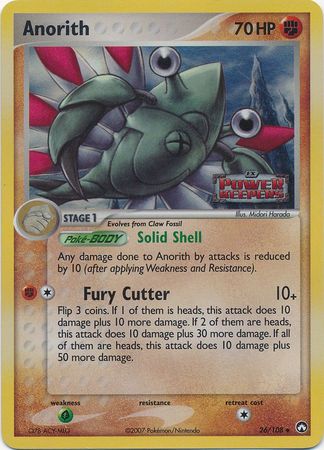 Anorith 70 HP
EX
POWER
KEEPERS
Illus. Midori Harada
STAGE 1
Evolves from Claw Fossil
Poké-BODY Solid Shell
Any damage done to Anorith by attacks is reduced
by 10 (after applying Weakness and Resistance).
Fury Cutter 10+
Flip 3 coins. If 1 of them is heads, this attack does 10
damage plus 10 more damage. If 2 of them are heads,
this attack does 10 damage plus 30 more damage. If all
of them are heads, this attack does 10 damage plus
50 more damage.
weakness resistance retreat cost
©2007 Pokémon/Nintendo 26/108